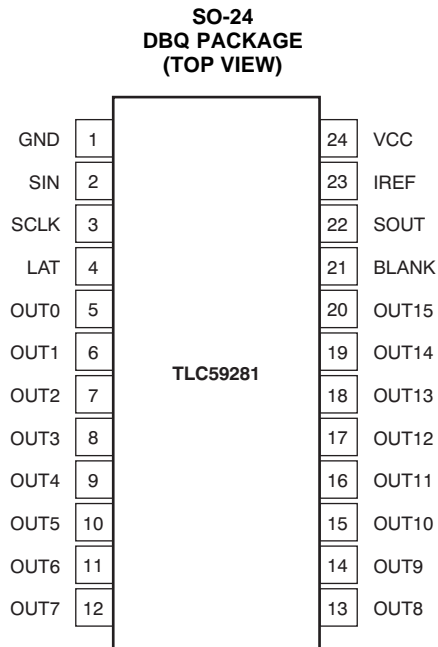 SO-24
DBQ PACKAGE
(TOP VIEW)
GND 1 24 VCC
SIN 2 23 IREF
SCLK 3 22 SOUT
LAT 4 21 BLANK
OUT0 5 20 OUT15
OUT1 6 19 OUT14
TLC59281
OUT2 7 18 OUT13
OUT3 8 17 OUT12
OUT4 9 16 OUT11
OUT5 10 15 OUT10
OUT6 11 14 OUT9
OUT7 12 13 OUT8